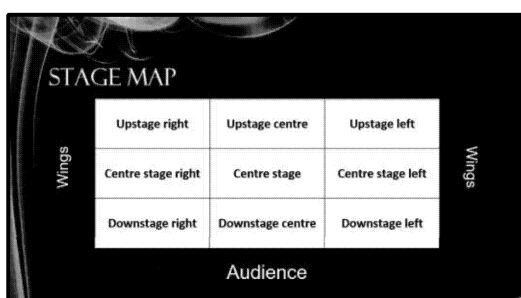 STAGE MAP
Upstage right Upstage centre Upstage left
Wings
Centre stage right Centre stage Centre stage left
Wings
Downstage right Downstage centre Downstage left
Audience